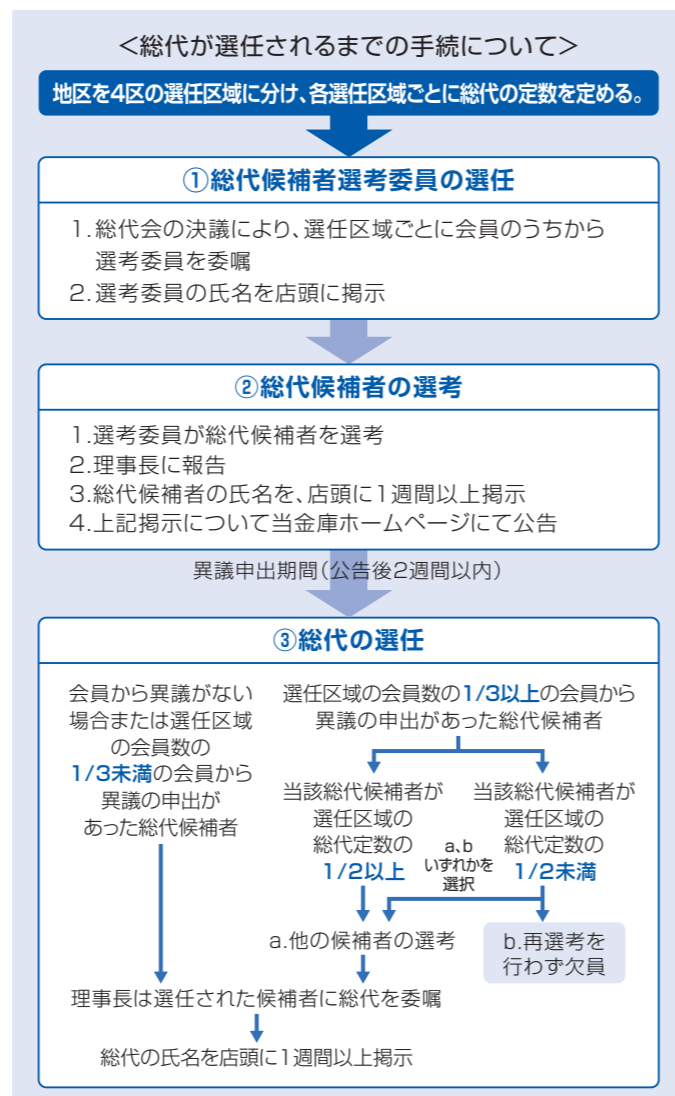 ＜総代が選任されるまでの手続について＞
地区を4区の選任区域に分け、各選任区域ごとに総代の定数を定める。
①総代候補者選考委員の選任
1.総代会の決議により、選任区域ごとに会員のうちから
選考委員を委嘱
2.選考委員の氏名を店頭に掲示
②総代候補者の選考
1.選考委員が総代候補者を選考
2.理事長に報告
3.総代候補者の氏名を、店頭に1週間以上掲示
4.上記掲示について当金庫ホームページにて公告
異議申出期間（公告後2週間以内）
③総代の選任
会員から異議がない
場合または選任区域
の会員数の
1/3未満の会員から
異議の申出が
あった総代候補者
選任区域の会員数の1/3以上の会員から
異議の申出があった総代候補者
当該総代候補者が
選任区域の
総代定数の
1/2以上
当該総代候補者が
選任区域の
総代定数の
1/2未満
a、b
いずれかを
選択
a.他の候補者の選考
b.再選考を
行わず欠員
理事長は選任された候補者に総代を委嘱
総代の氏名を店頭に1週間以上掲示